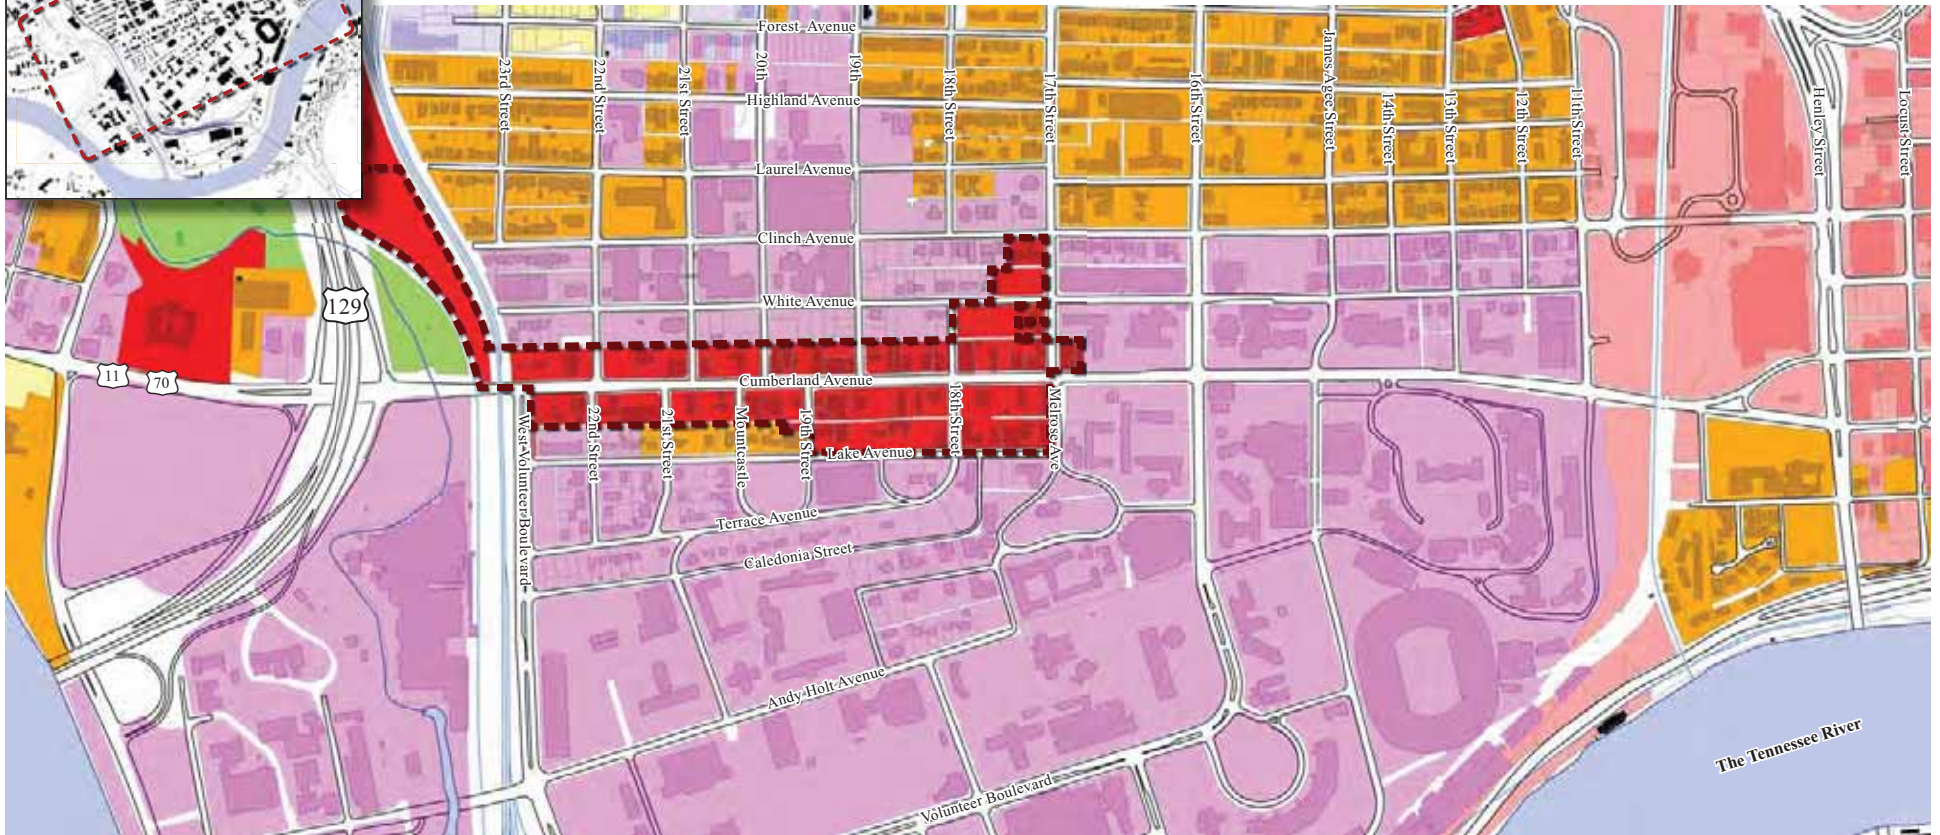 Forest Avenue
Highland Avenue
Laurel Avenue
Clinch Avenue
White Avenue
Cumberland Avenue
Lake Avenue
Terrace Avenue
Caledonia Street
Andy Holt Avenue
Volunteer Boulevard
23rd Street
22nd Street
21st Street
20th
19th
18th Street
17th Street
16th Street
James Agee Street
14th Street
13th Street
12th Street
11th Street
Henley Street
Locust Street
129
11
70
West Volunteer Boulevard
22nd Street
21st Street
Mountcastle
19th Street
18th Street
Melrose Ave
The Tennessee River